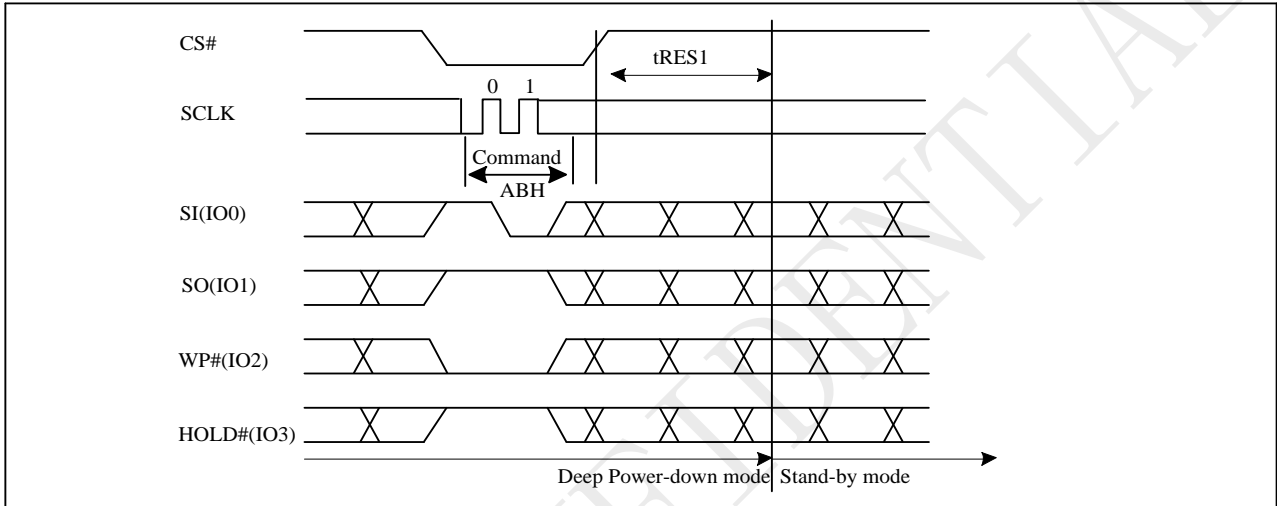 CS#
tRES1
0 1
SCLK
Command
ABH
SI(IO0)
SO(IO1)
WP#(IO2)
HOLD#(IO3)
Deep Power-down mode Stand-by mode
FIDENTIAL